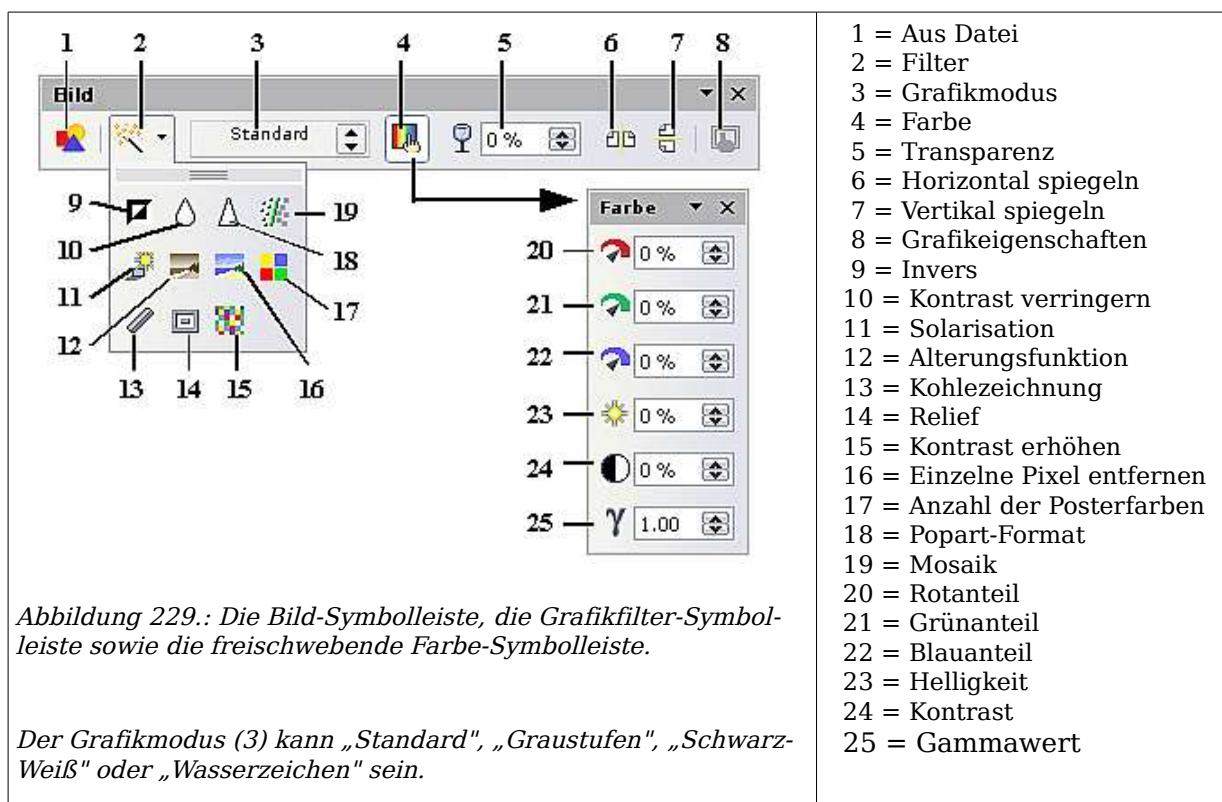 1 2 3 4 5 6 7 8
Bild
Standard
0 %
9
10
11
12
13 14 15 16
17
18
19
Farbe
20 0 %
21 0 %
22 0 %
23 0 %
24 0 %
25 γ 1.00
Abbildung 229.: Die Bild-Symbolleiste, die Grafikfilter-Symbol-
leiste sowie die freischwebende Farbe-Symbolleiste.
Der Grafikmodus (3) kann „Standard", „Graustufen", „Schwarz-
Weiß" oder „Wasserzeichen" sein.
1 = Aus Datei
2 = Filter
3 = Grafikmodus
4 = Farbe
5 = Transparenz
6 = Horizontal spiegeln
7 = Vertikal spiegeln
8 = Grafikeigenschaften
9 = Invers
10 = Kontrast verringern
11 = Solarisation
12 = Alterungsfunktion
13 = Kohlezeichnung
14 = Relief
15 = Kontrast erhöhen
16 = Einzelne Pixel entfernen
17 = Anzahl der Posterfarben
18 = Popart-Format
19 = Mosaik
20 = Rotanteil
21 = Grünanteil
22 = Blauanteil
23 = Helligkeit
24 = Kontrast
25 = Gammawert